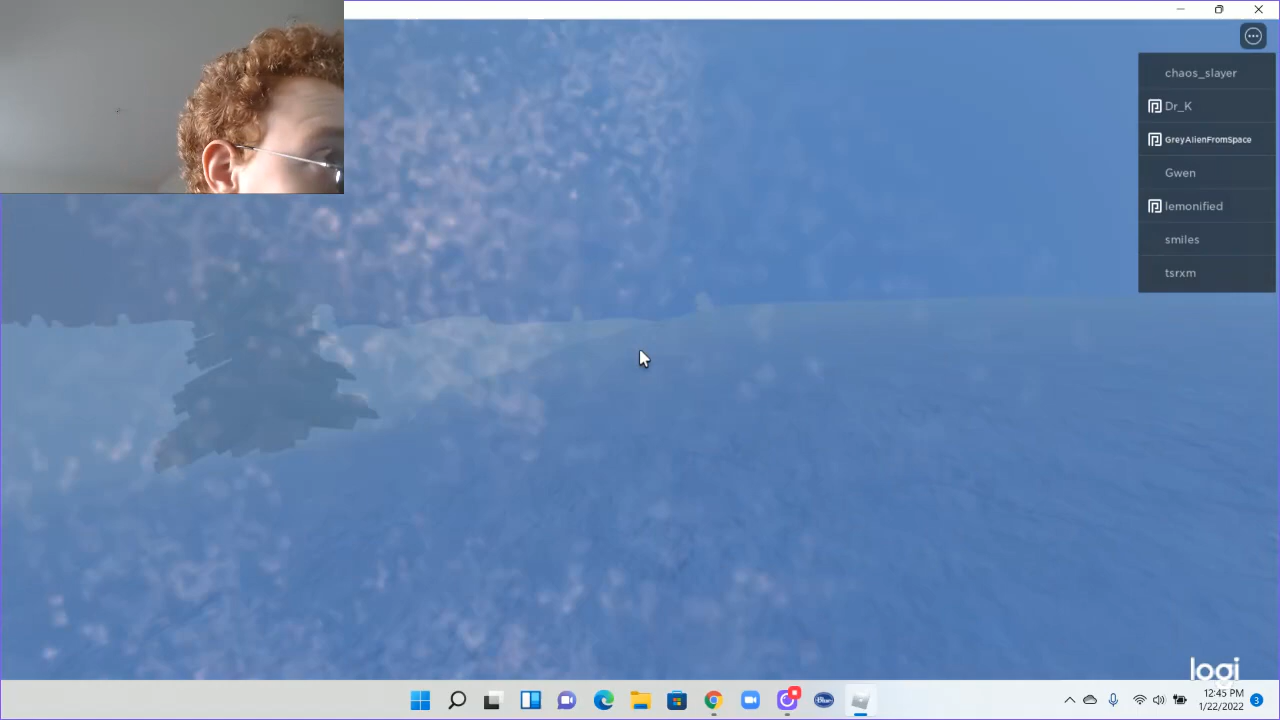 chaos_slayer
Dr_K
GreyAlienFromSpace
Gwen
lemonified
smiles
tsrxm
logi
12:45 PM
1/22/2022
3